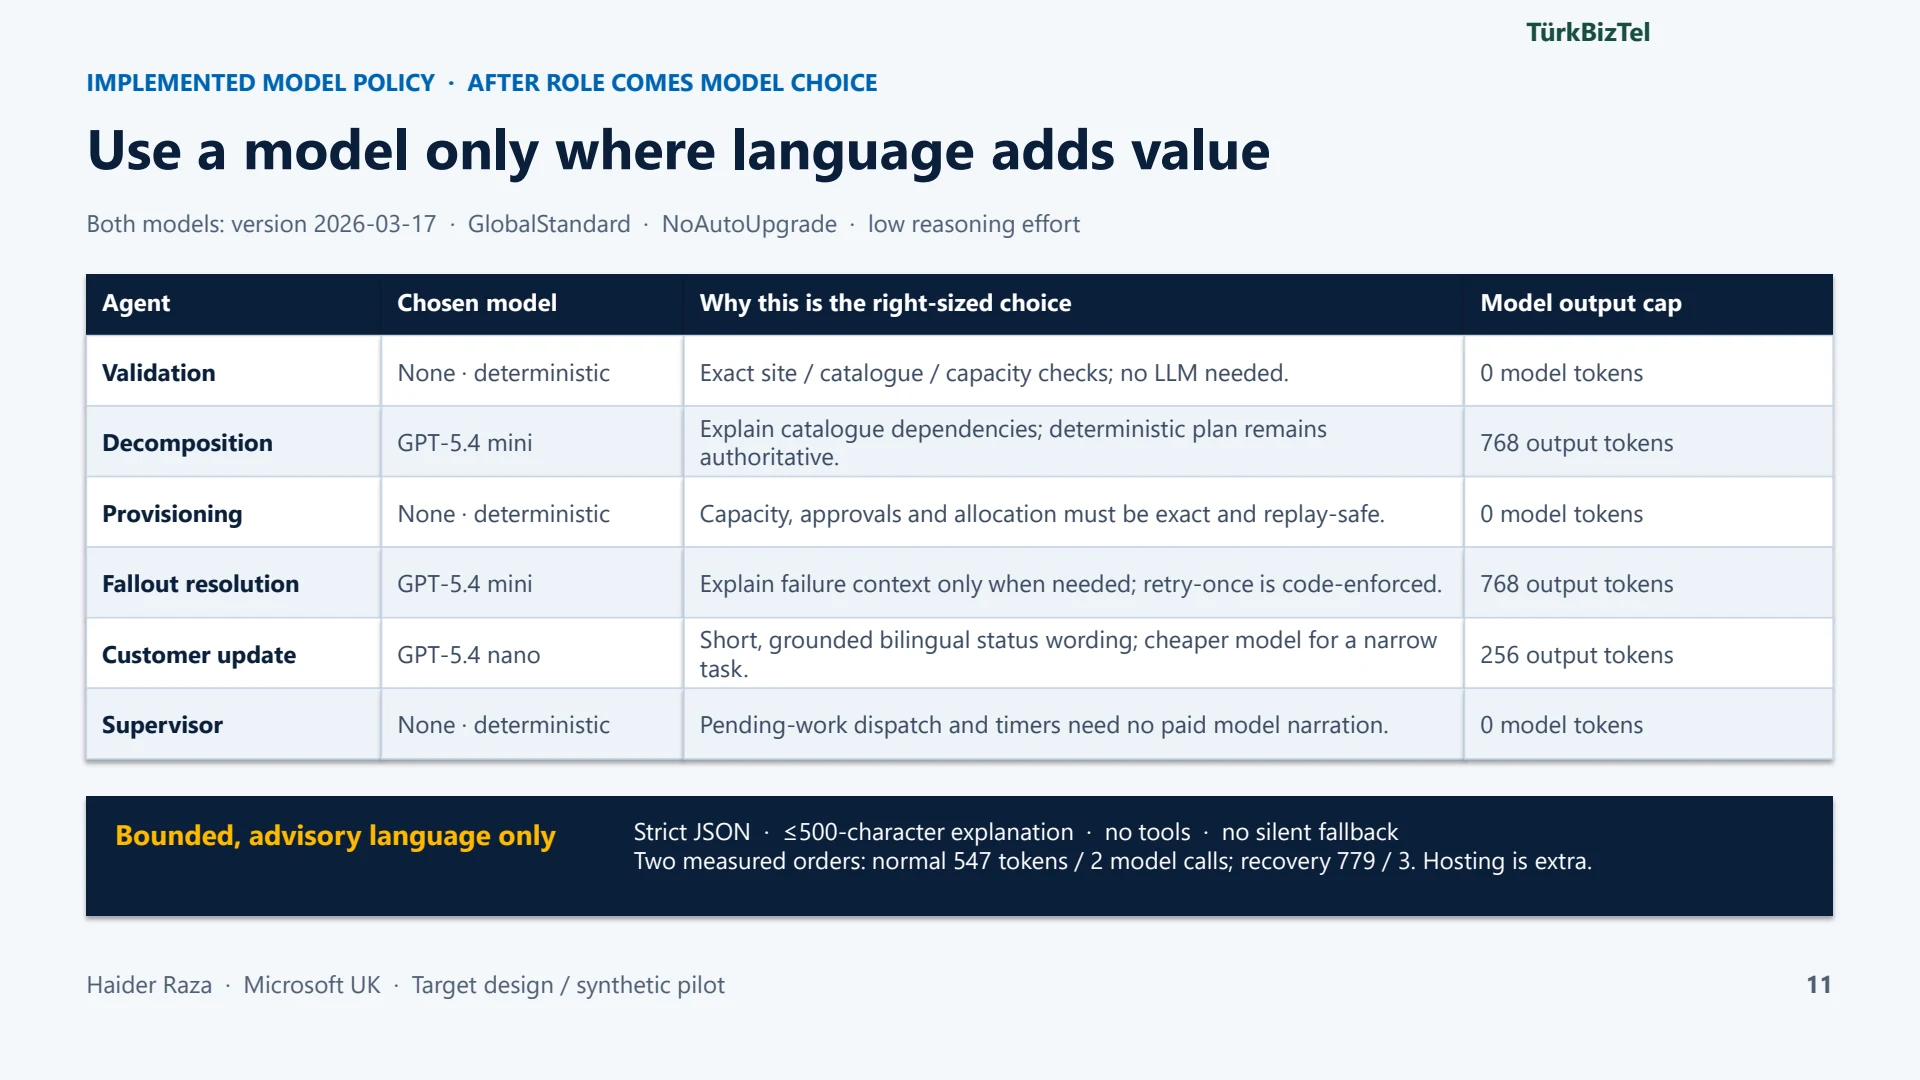 TürkBizTel
IMPLEMENTED MODEL POLICY · AFTER ROLE COMES MODEL CHOICE
Use a model only where language adds value
Both models: version 2026-03-17 · GlobalStandard · NoAutoUpgrade · low reasoning effort
Agent Chosen model Why this is the right-sized choice Model output cap
Validation None · deterministic Exact site / catalogue / capacity checks; no LLM needed. 0 model tokens
Decomposition GPT-5.4 mini Explain catalogue dependencies; deterministic plan remains
authoritative. 768 output tokens
Provisioning None · deterministic Capacity, approvals and allocation must be exact and replay-safe. 0 model tokens
Fallout resolution GPT-5.4 mini Explain failure context only when needed; retry-once is code-enforced. 768 output tokens
Customer update GPT-5.4 nano Short, grounded bilingual status wording; cheaper model for a narrow
task. 256 output tokens
Supervisor None · deterministic Pending-work dispatch and timers need no paid model narration. 0 model tokens
Bounded, advisory language only
Strict JSON · ≤500-character explanation · no tools · no silent fallback
Two measured orders: normal 547 tokens / 2 model calls; recovery 779 / 3. Hosting is extra.
Haider Raza · Microsoft UK · Target design / synthetic pilot
11